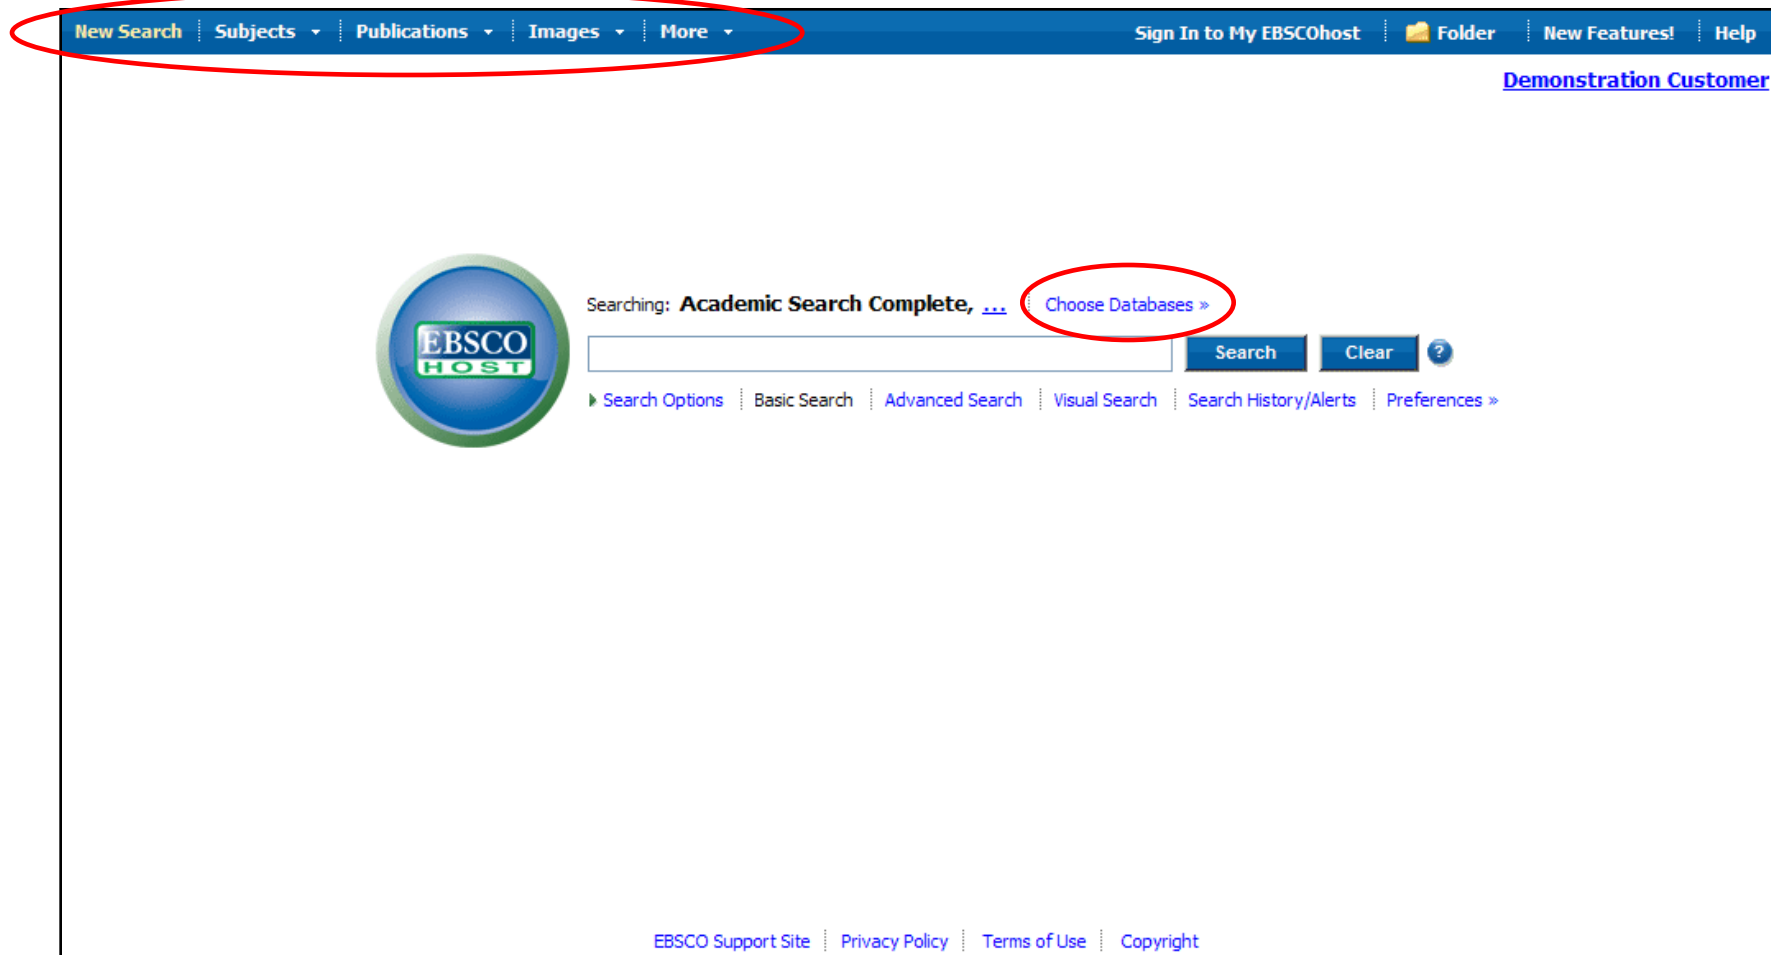 New Search Subjects Publications Images More Sign In to My EBSCOhost Folder New Features! Help
Demonstration Customer
Searching: Academic Search Complete, ... Choose Databases »
EBSCO
HOST
Search Clear ?
Search Options Basic Search Advanced Search Visual Search Search History/Alerts Preferences »
EBSCO Support Site Privacy Policy Terms of Use Copyright